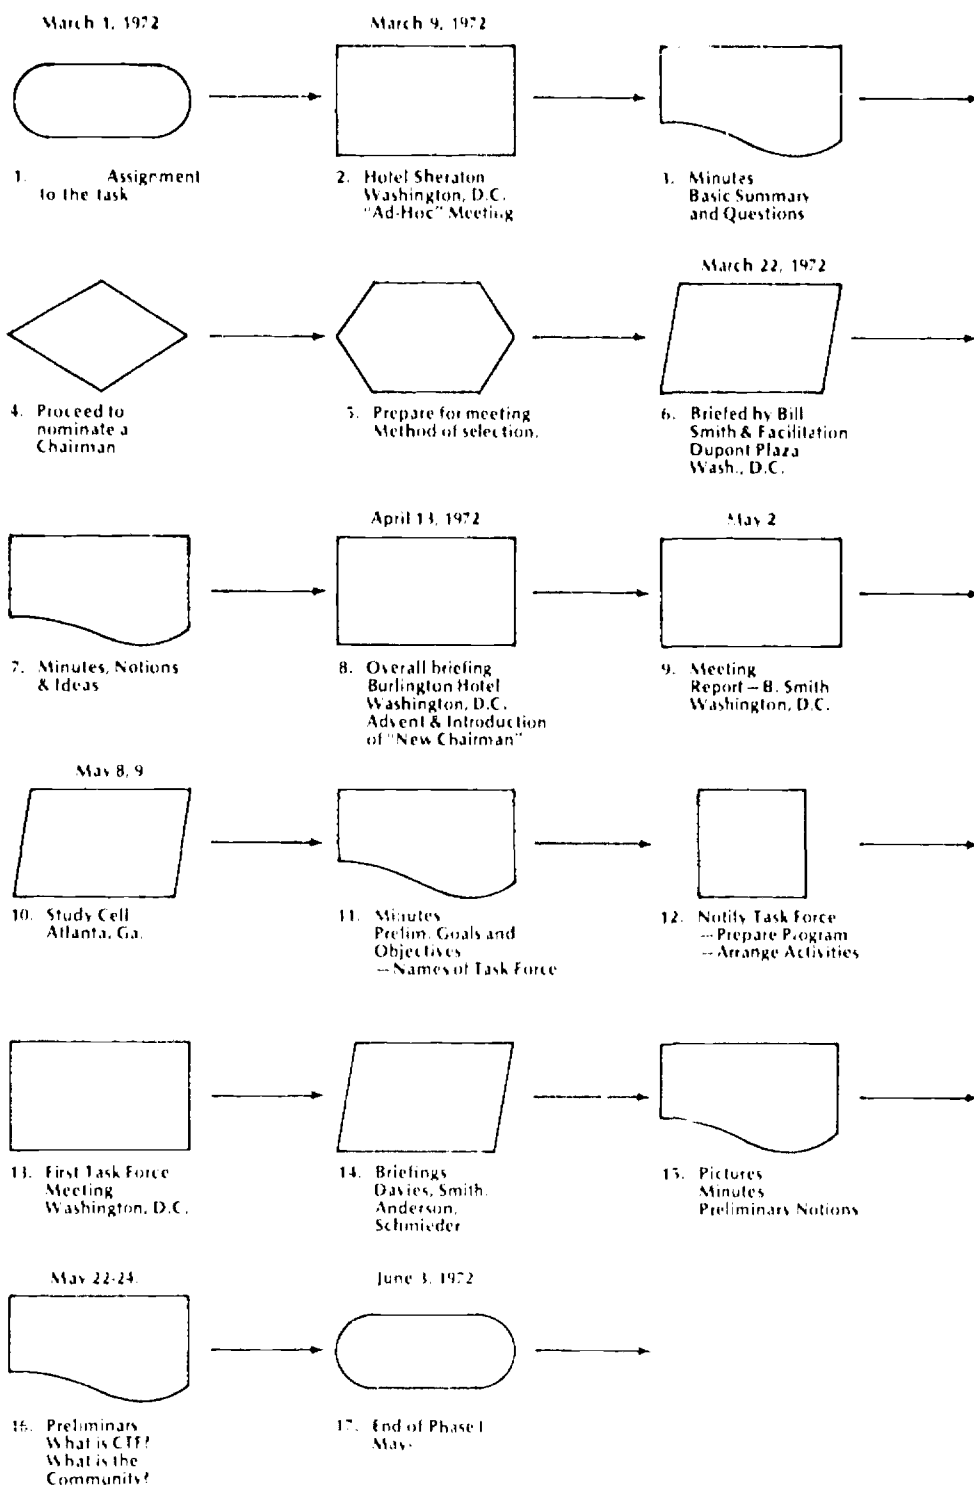 March 1, 1972
March 9, 1972
1. Assignment
to the task
2. Hotel Sheraton
Washington, D.C.
"Ad-Hoc" Meeting
3. Minutes
Basic Summary
and Questions
March 22, 1972
4. Proceed to
nominate a
Chairman
5. Prepare for meeting
Method of selection.
6. Briefed by Bill
Smith & Facilitation
Dupont Plaza
Wash., D.C.
April 13, 1972
May 2
7. Minutes, Notions
& Ideas
8. Overall briefing
Burlington Hotel
Washington, D.C.
Advent & Introduction
of "New Chairman"
9. Meeting
Report — B. Smith
Washington, D.C.
May 8, 9
10. Study Cell
Atlanta, Ga.
11. Minutes
Prelim. Goals and
Objectives
— Names of Task Force
12. Notify Task Force
— Prepare Program
— Arrange Activities
13. First Task Force
Meeting
Washington, D.C.
14. Briefings
Davies, Smith,
Anderson,
Schmieder
15. Pictures
Minutes
Preliminary Notions
May 22-24.
June 3, 1972
16. Preliminars
What is CTF?
What is the
Community?
17. End of Phase I
May-